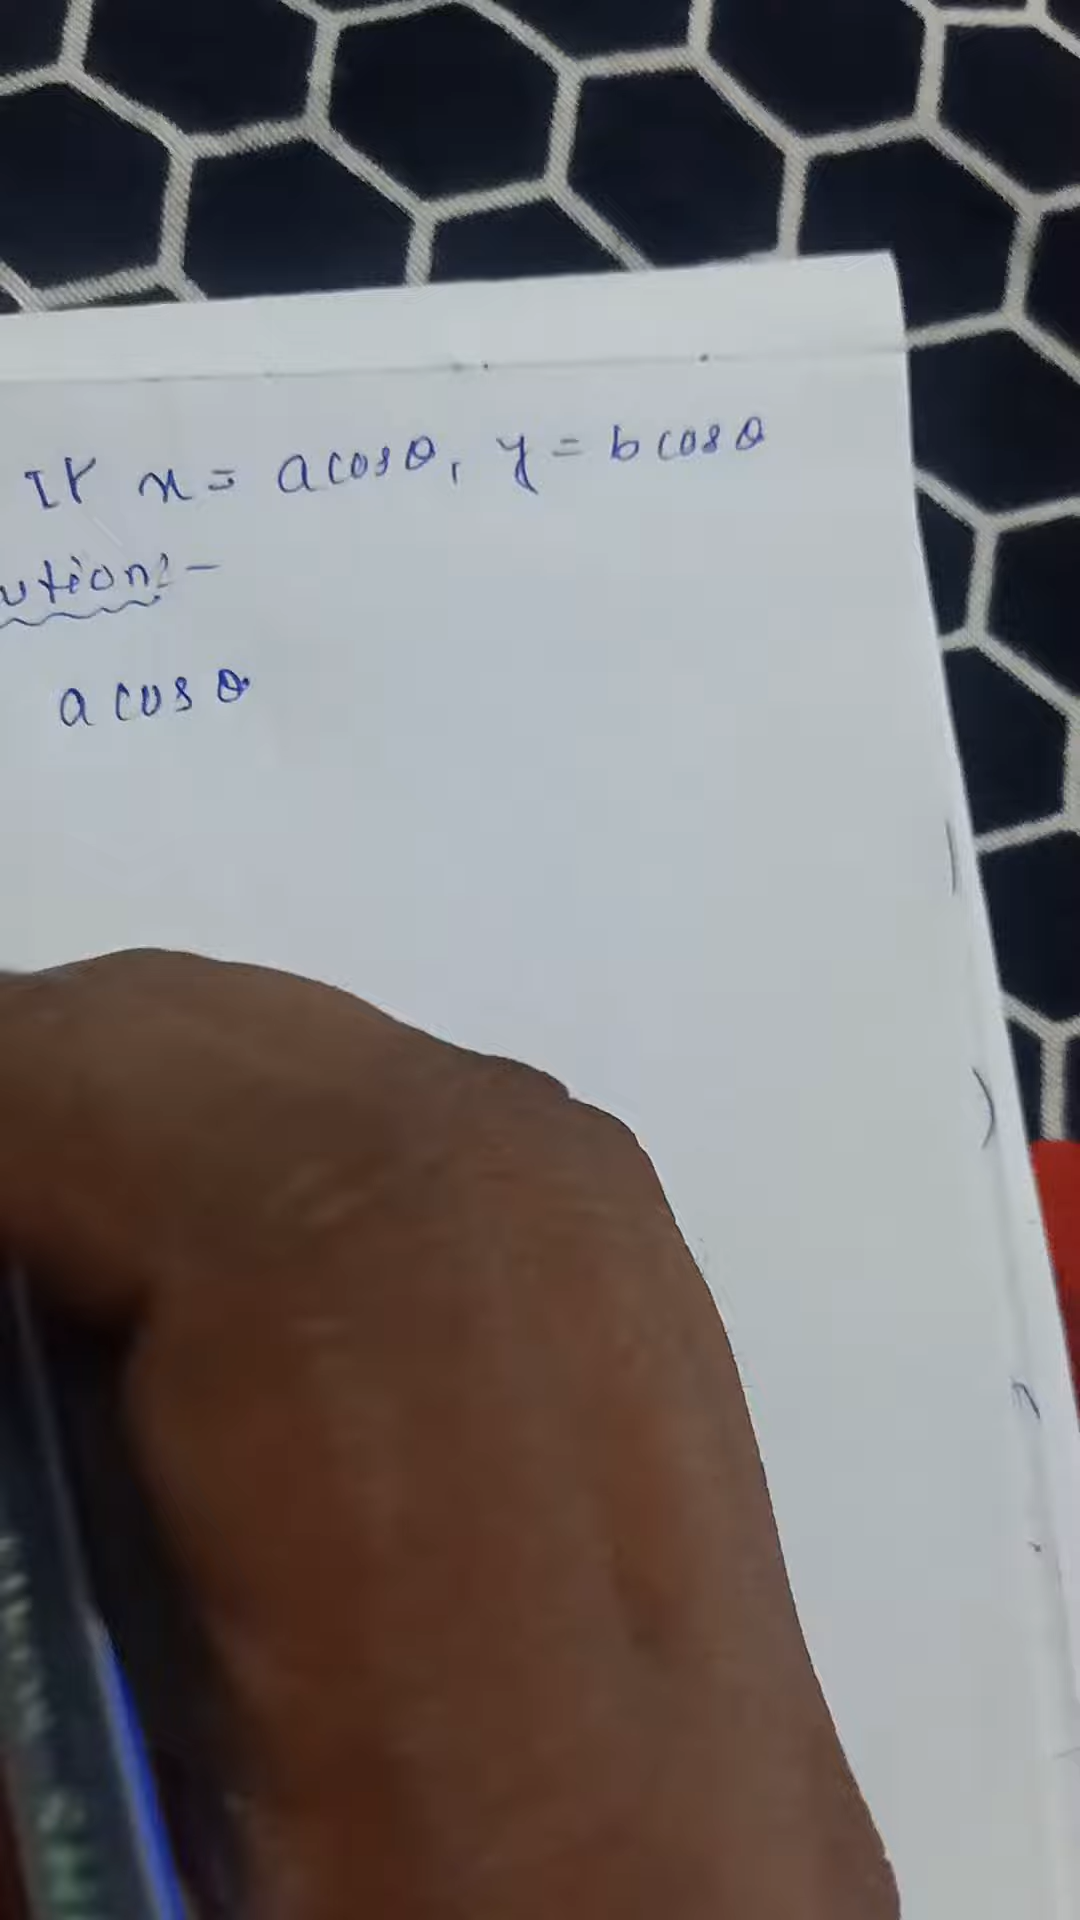 If x = a cos θ, y = b cos θ
ution:-
a cos θ